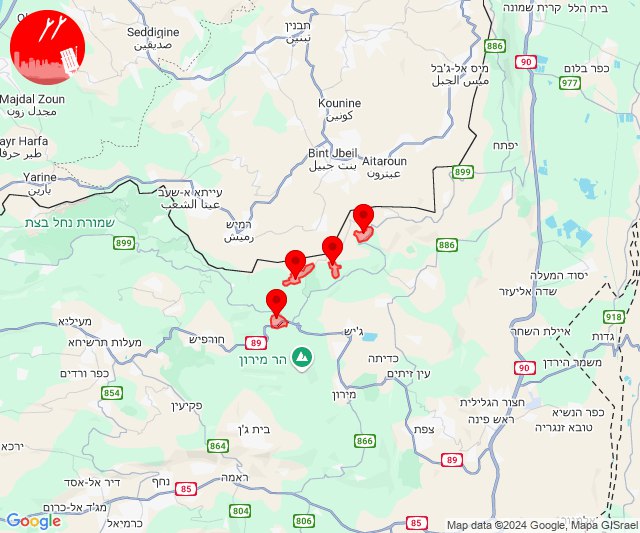 Seddigine
صديقين
תבנין
تبنين
קרית שמונה
בית הלל
886
90
Majdal Zoun
مجدل زون
מיס אל-ג'בל
ميس الجبل
כפר בלום
977
Kounine
كونين
ayr Harfa
طير حرفا
Bint Jbeil
بنت جبيل
Aitaroun
عيترون
יפתח
899
Yarine
يارين
עייתא א-שעב
عيتا الشعب
שמורת נחל בצת
899
רמיש
رميش
886
יסוד המעלה
שדה אליעזר
918
איילת השחר
גדות
מעיליא
מעלות תרשיחא
חורפיש
89
ג'יש
הר מירון
כדיתה
עין זיתים
משמר הירדן
90
כפר ורדים
854
מירון
חצור הגלילית
ראש פינה
כפר הנשיא
טובא זנגריה
פקיעין
בית ג'ן
צפת
866
864
89
ירכא
דיר אל-אסד
נחף
ראמה
85
מג'ד אל-כרום
כרמיאל
804
806
85
Google
Map data ©2024 Google, Mapa GISrael